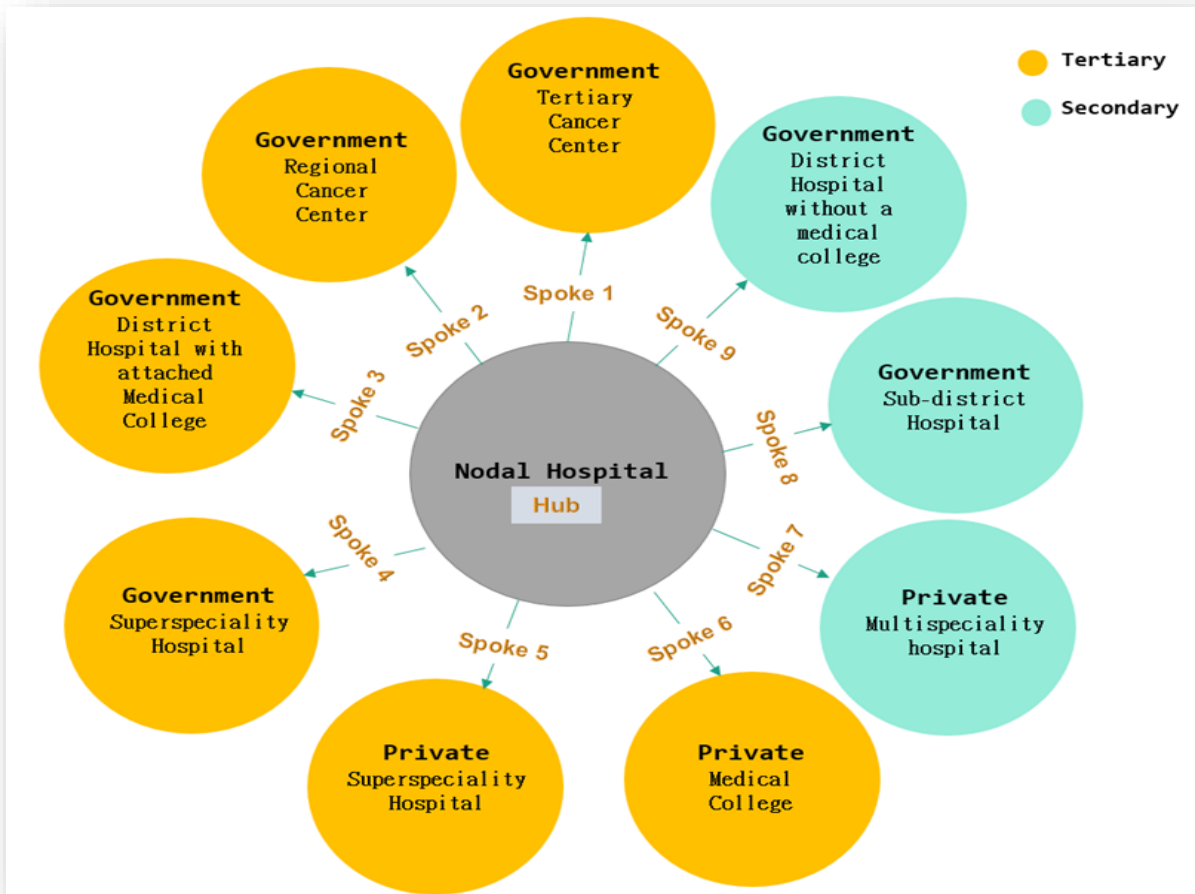 Tertiary
Secondary
Government
Tertiary
Cancer
Center
Government
Regional
Cancer
Center
Government
District
Hospital with
attached
Medical
College
Government
Superspeciality
Hospital
Private
Superspeciality
Hospital
Private
Medical
College
Private
Multispeciality
hospital
Government
Sub-district
Hospital
Government
District
Hospital
without a
medical
college
Spoke 1
Spoke 2
Spoke 3
Spoke 4
Spoke 5
Spoke 6
Spoke 7
Spoke 8
Spoke 9
Nodal Hospital
Hub